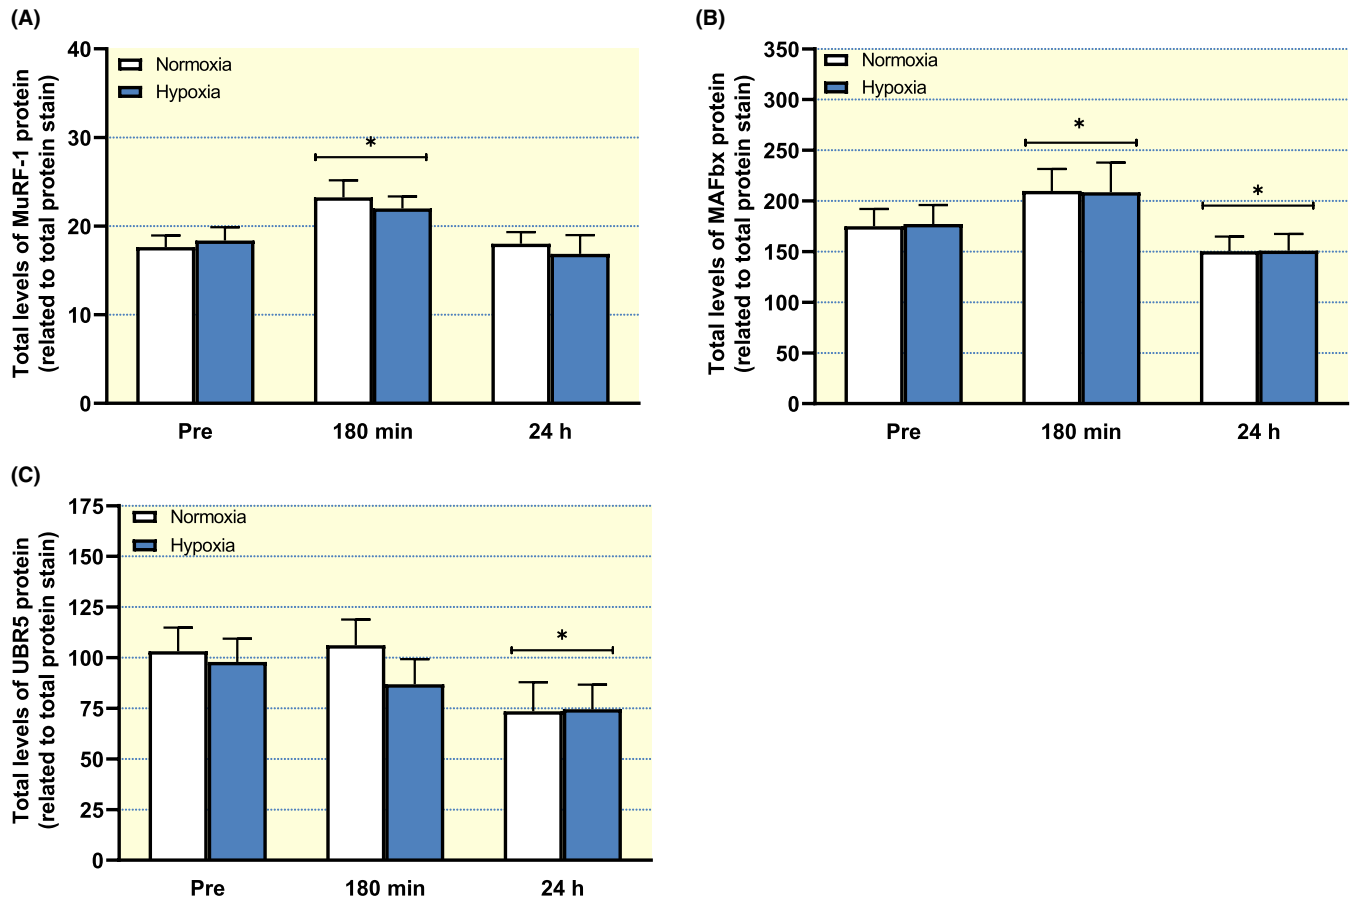 (A)
Total levels of MuRF-1 protein
(related to total protein stain)
40
30
20
10
0
Normoxia
Hypoxia
*
Pre 180 min 24 h
(B)
Total levels of MAFbx protein
(related to total protein stain)
350
300
250
200
150
100
50
0
Normoxia
Hypoxia
*
*
Pre 180 min 24 h
(C)
Total levels of UBR5 protein
(related to total protein stain)
175
150
125
100
75
50
25
0
Normoxia
Hypoxia
*
Pre 180 min 24 h